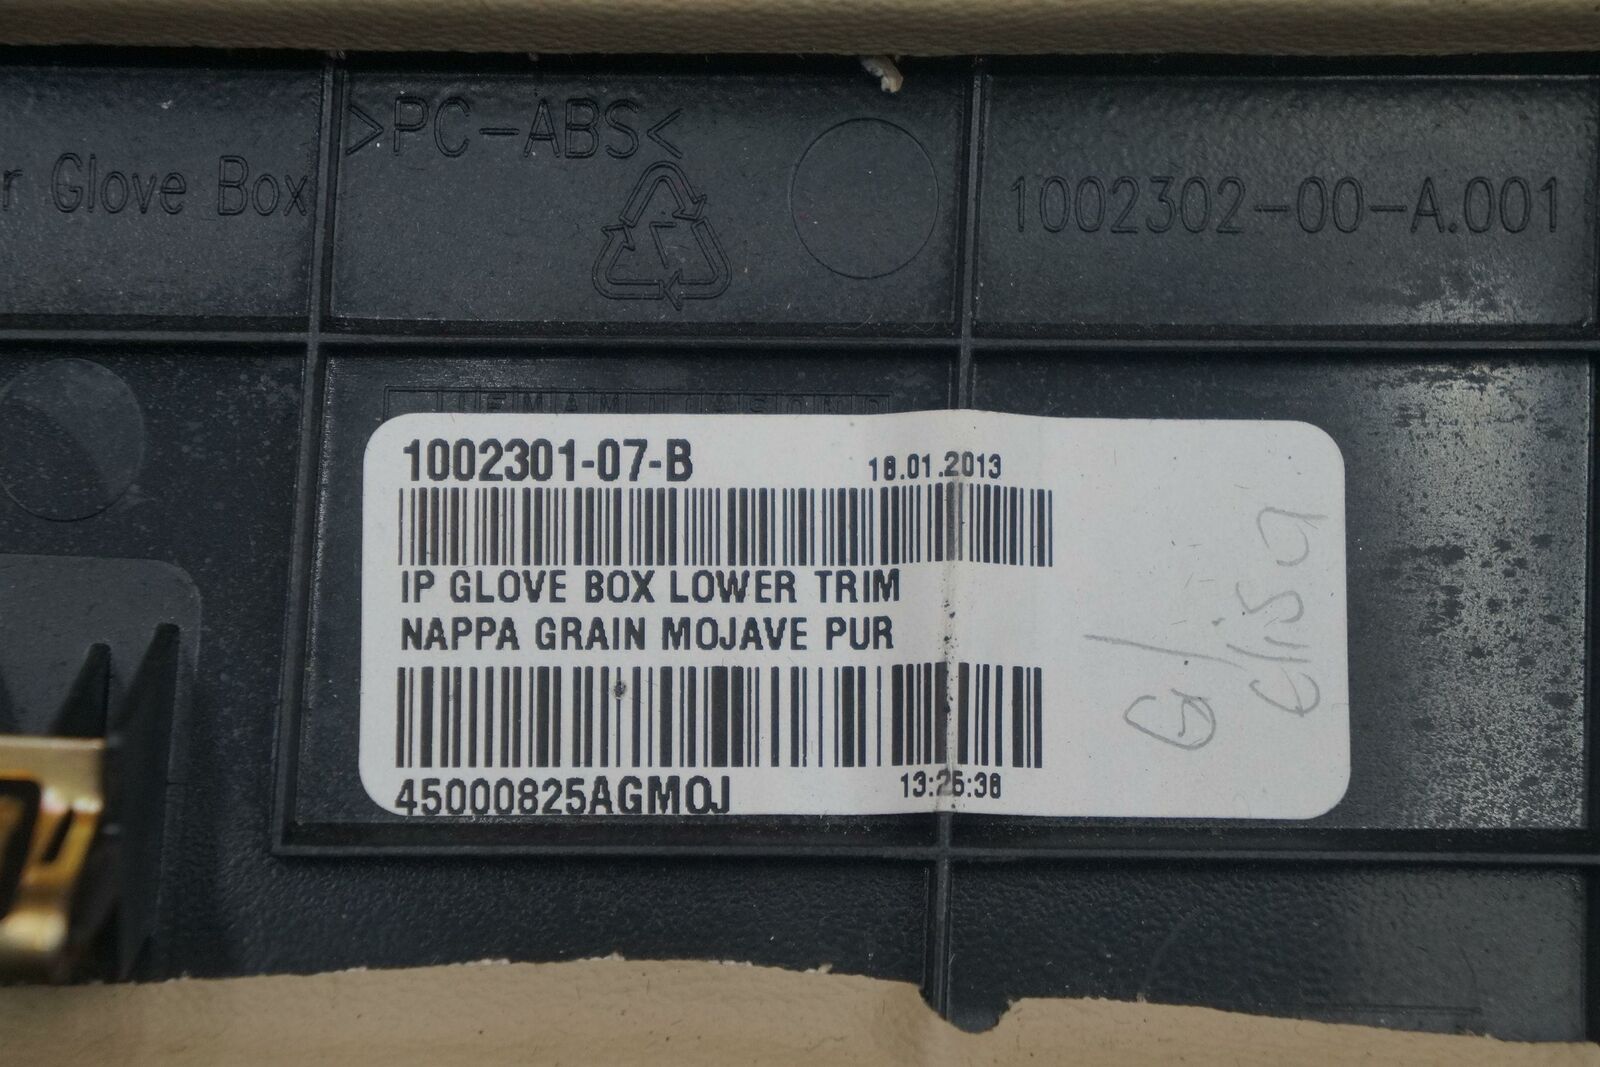 >PC-ABS<
r Glove Box
1002302-00-A.001
J F M A M J J A S O N D
1002301-07-B
18.01.2013
IP GLOVE BOX LOWER TRIM
NAPPA GRAIN MOJAVE PUR
45000825AGMOJ
13:25:38